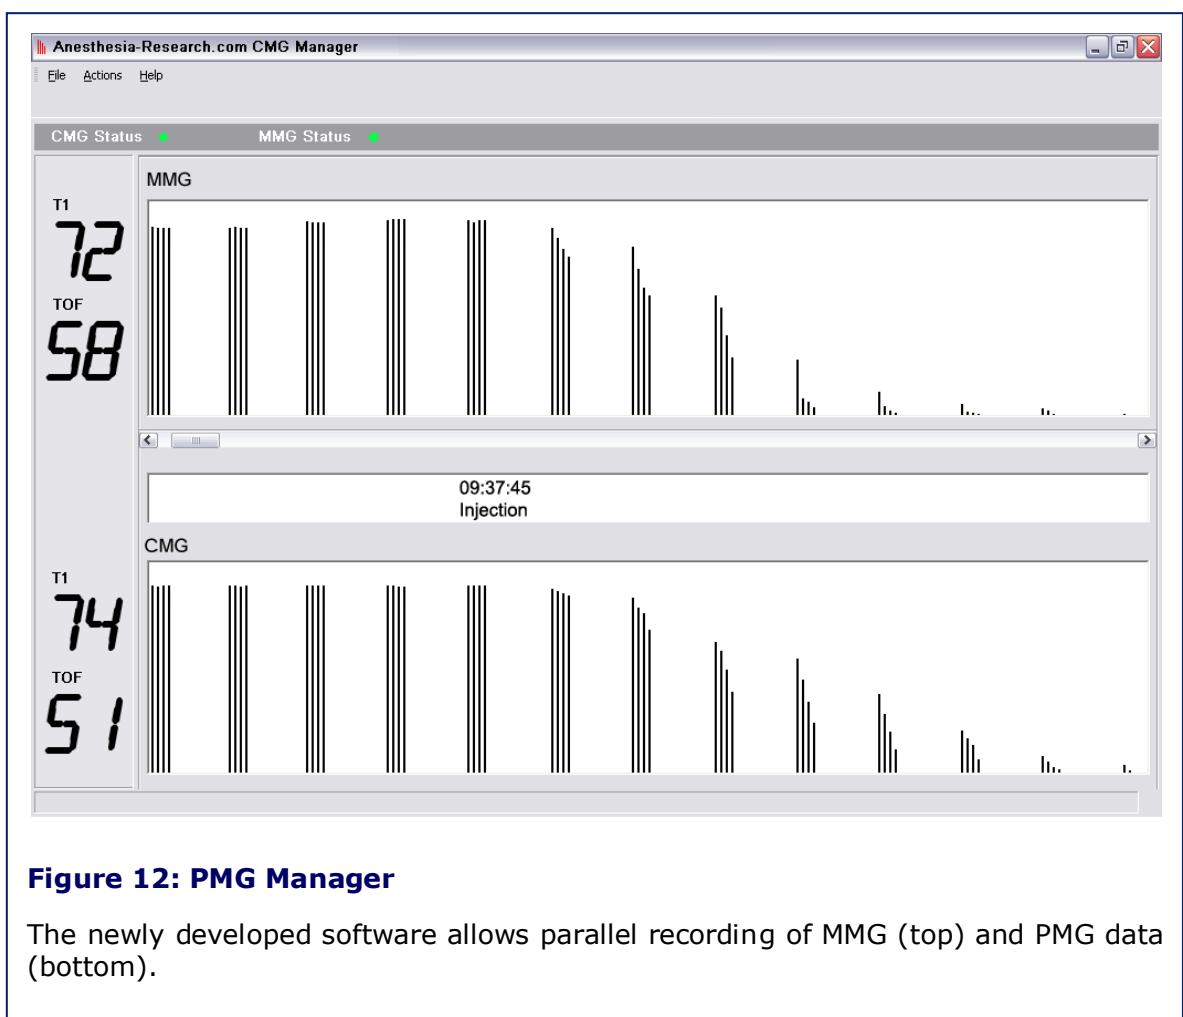 Anesthesia-Research.com CMG Manager
File Actions Help
CMG Status MMG Status
MMG
T1
72
TOF
58
09:37:45
Injection
CMG
T1
74
TOF
51
Figure 12: PMG Manager
The newly developed software allows parallel recording of MMG (top) and PMG data
(bottom).